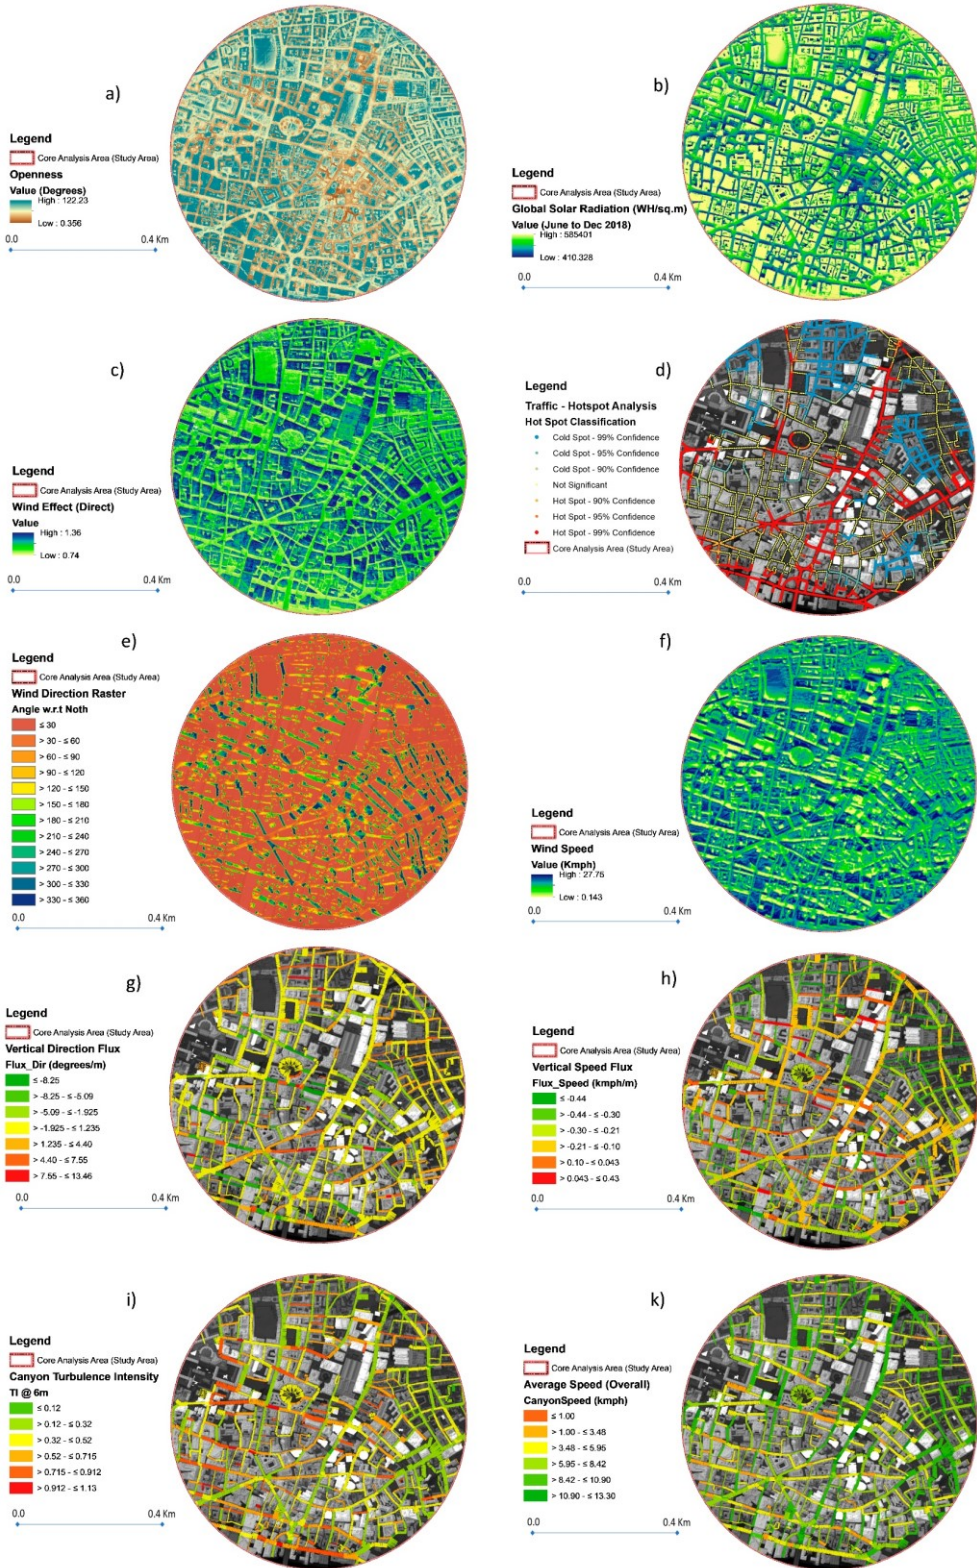 a)
Legend
Core Analysis Area (Study Area)
Openness
Value (Degrees)
High : 122.23
Low : 0.356
0.0 0.4 Km
b)
Legend
Core Analysis Area (Study Area)
Global Solar Radiation (WH/sq.m)
Value (June to Dec 2018)
High : 585401
Low : 410.328
0.0 0.4 Km
c)
Legend
Core Analysis Area (Study Area)
Wind Effect (Direct)
Value
High : 1.36
Low : 0.74
0.0 0.4 Km
d)
Legend
Traffic - Hotspot Analysis
Hot Spot Classification
Cold Spot - 99% Confidence
Cold Spot - 95% Confidence
Cold Spot - 90% Confidence
Not Significant
Hot Spot - 90% Confidence
Hot Spot - 95% Confidence
Hot Spot - 99% Confidence
Core Analysis Area (Study Area)
0.0 0.4 Km
e)
Legend
Core Analysis Area (Study Area)
Wind Direction Raster
Angle w.r.t Noth
≤ 30
> 30 - ≤ 60
> 60 - ≤ 90
> 90 - ≤ 120
> 120 - ≤ 150
> 150 - ≤ 180
> 180 - ≤ 210
> 210 - ≤ 240
> 240 - ≤ 270
> 270 - ≤ 300
> 300 - ≤ 330
> 330 - ≤ 360
0.0 0.4 Km
f)
Legend
Core Analysis Area (Study Area)
Wind Speed
Value (Kmph)
High : 27.76
Low : 0.143
0.0 0.4 Km
g)
Legend
Core Analysis Area (Study Area)
Vertical Direction Flux
Flux_Dir (degrees/m)
≤ -8.25
> -8.25 - ≤ -5.09
> -5.09 - ≤ -1.925
> -1.925 - ≤ 1.235
> 1.235 - ≤ 4.40
> 4.40 - ≤ 7.55
> 7.55 - ≤ 13.46
0.0 0.4 Km
h)
Legend
Core Analysis Area (Study Area)
Vertical Speed Flux
Flux_Speed (kmph/m)
≤ -0.44
> -0.44 - ≤ -0.30
> -0.30 - ≤ -0.21
> -0.21 - ≤ -0.10
> 0.10 - ≤ 0.043
> 0.043 - ≤ 0.43
0.0 0.4 Km
i)
Legend
Core Analysis Area (Study Area)
Canyon Turbulence Intensity
TI @ 6m
≤ 0.12
> 0.12 - ≤ 0.32
> 0.32 - ≤ 0.52
> 0.52 - ≤ 0.715
> 0.715 - ≤ 0.912
> 0.912 - ≤ 1.13
0.0 0.4 Km
k)
Legend
Core Analysis Area (Study Area)
Average Speed (Overall)
CanyonSpeed (kmph)
≤ 1.00
> 1.00 - ≤ 3.48
> 3.48 - ≤ 5.95
> 5.95 - ≤ 8.42
> 8.42 - ≤ 10.90
> 10.90 - ≤ 13.30
0.0 0.4 Km